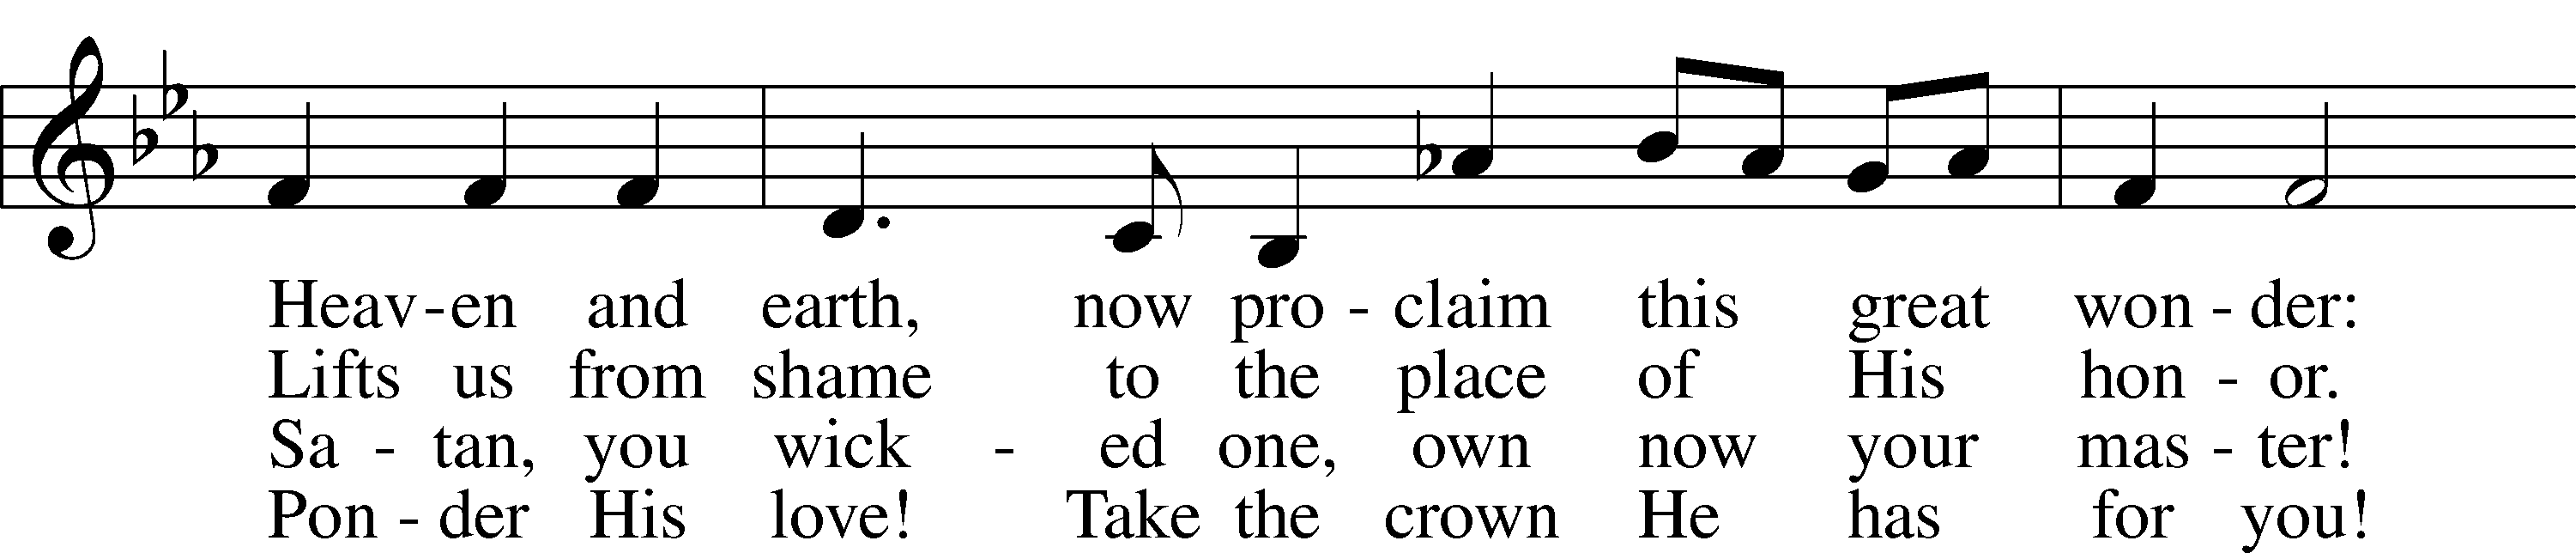 Heav-en and earth, now pro - claim this great won - der:
Lifts us from shame to the place of His hon - or.
Sa - tan, you wick - ed one, own now your mas - ter!
Pon - der His love! Take the crown He has for you!